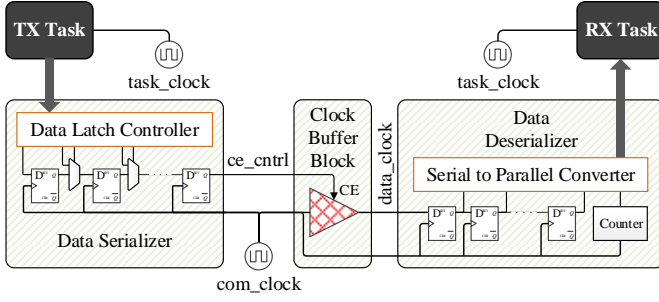 TX Task
RX Task
task_clock
task_clock
Data Latch Controller
D
Q
Q
D
Q
Q
D
Q
Q
Data Serializer
ce_cntrl
Clock
Buffer
Block
CE
com_clock
data_clock
Data
Deserializer
Serial to Parallel Converter
D
Q
Q
D
Q
Q
D
Q
Q
Counter